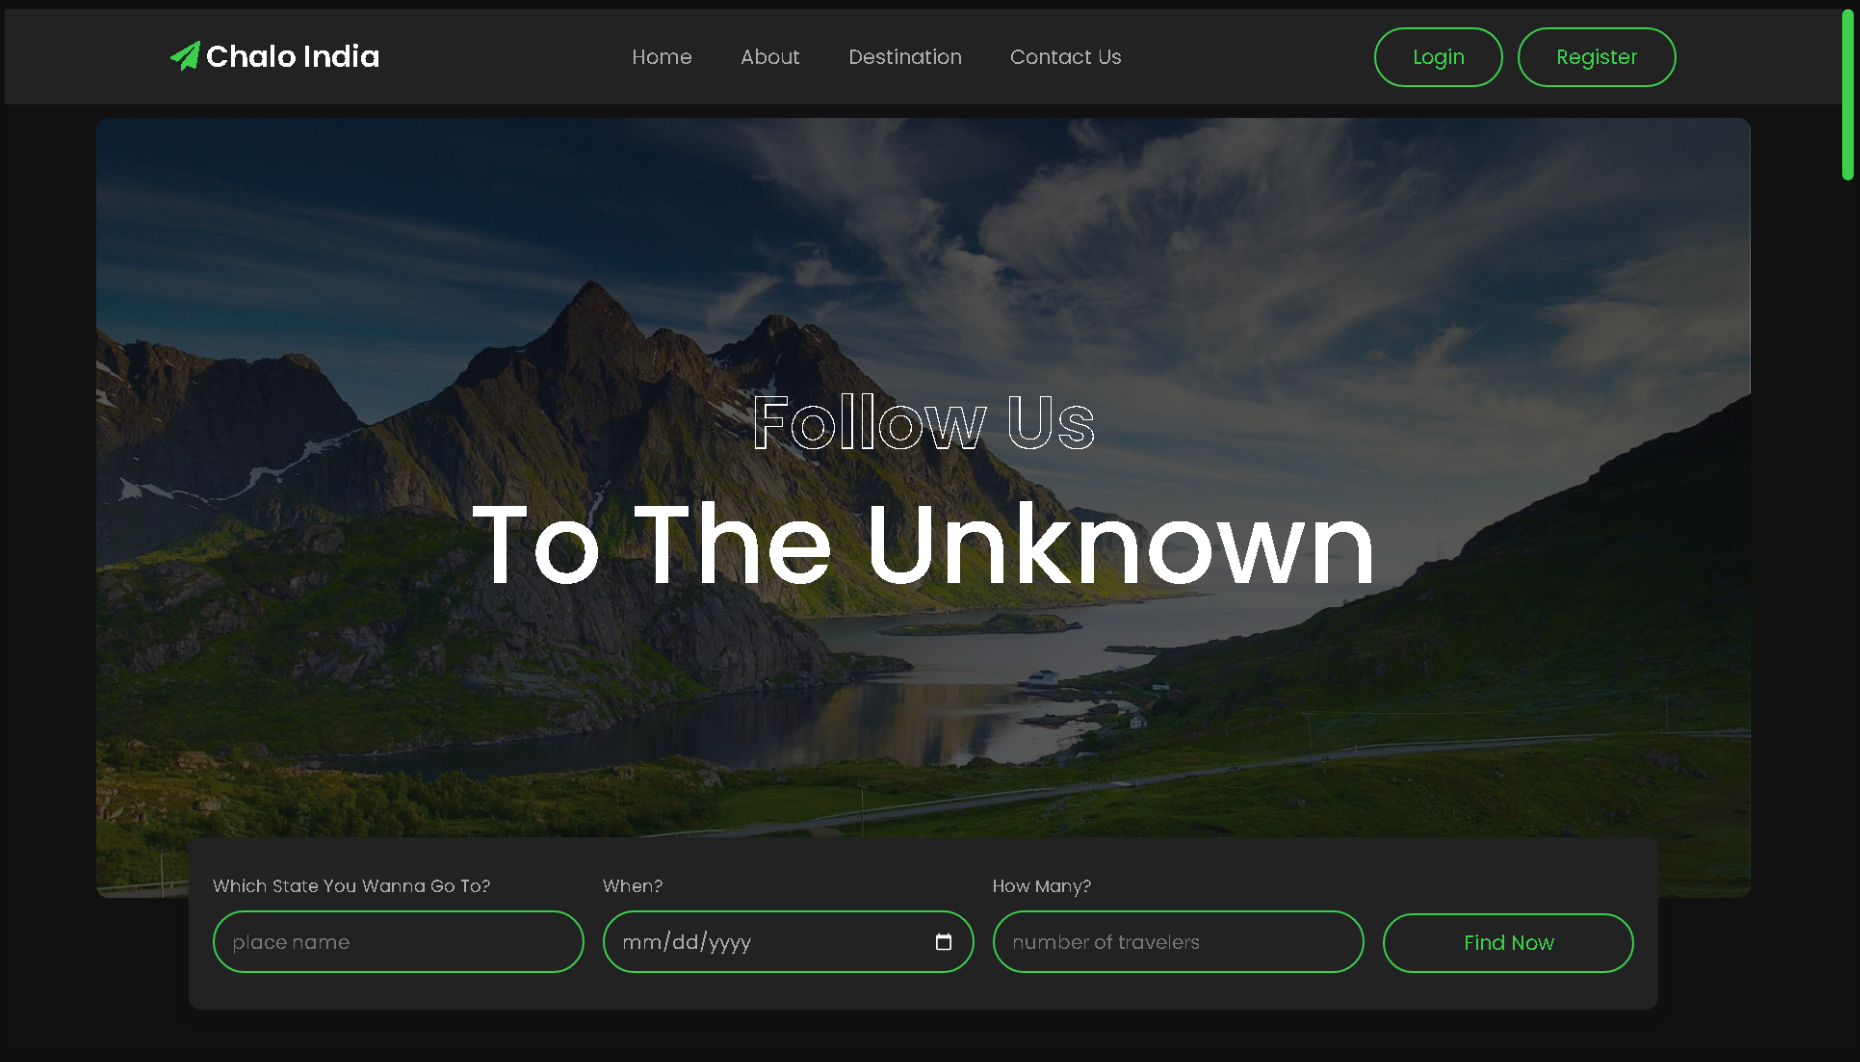 Chalo India
Home About Destination Contact Us
Login Register
Follow Us
To The Unknown
Which State You Wanna Go To? When? How Many?
place name mm/dd/yyyy number of travelers Find Now